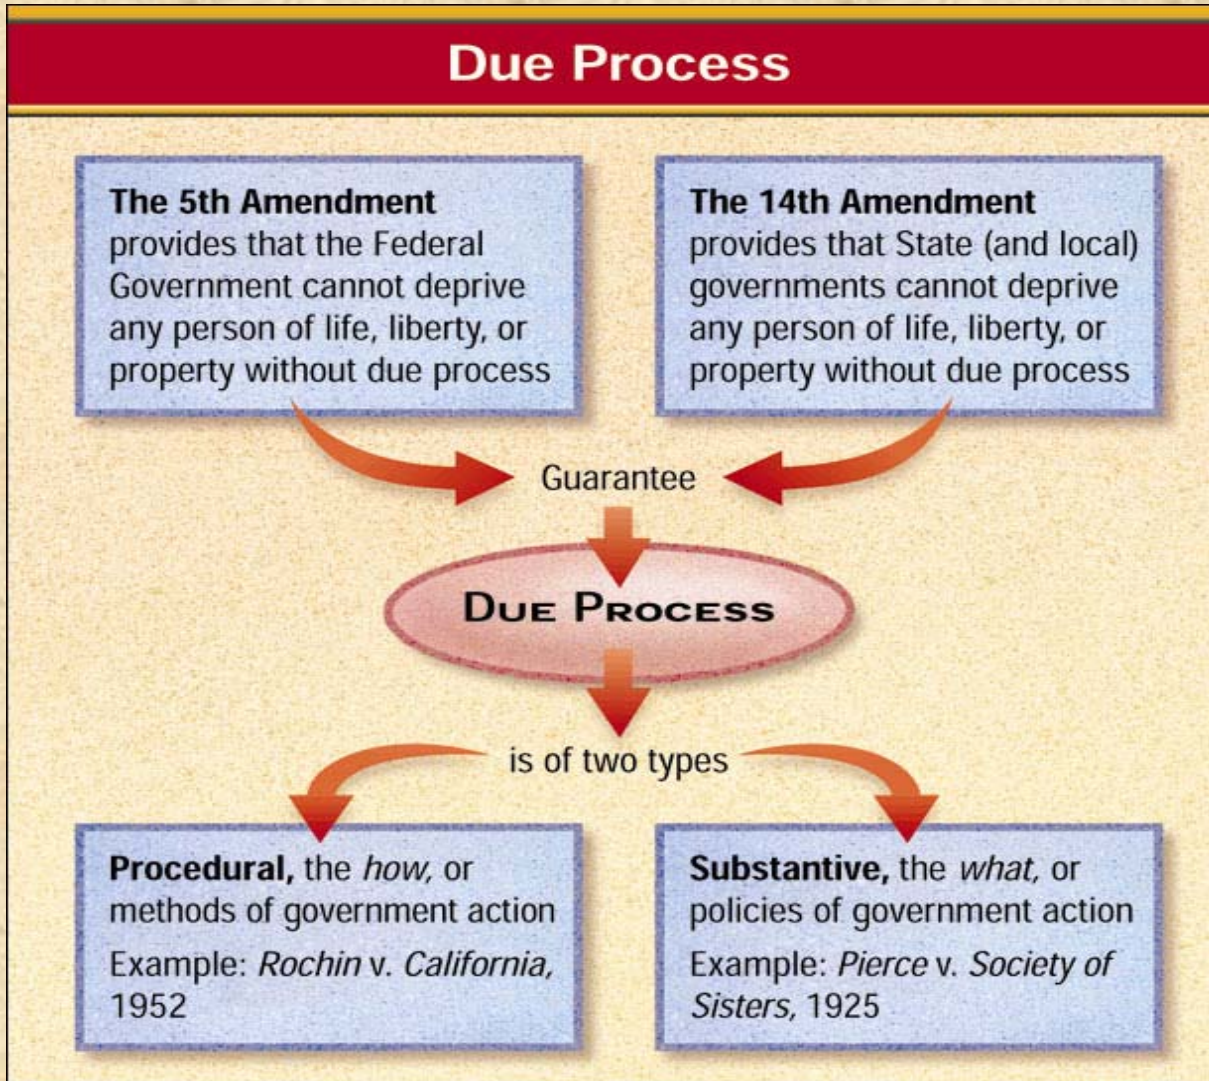 Due Process
The 5th Amendment
provides that the Federal
Government cannot deprive
any person of life, liberty, or
property without due process
The 14th Amendment
provides that State (and local)
governments cannot deprive
any person of life, liberty, or
property without due process
Guarantee
DUE PROCESS
is of two types
Procedural, the how, or
methods of government action
Example: Rochin v. California,
1952
Substantive, the what, or
policies of government action
Example: Pierce v. Society of
Sisters, 1925